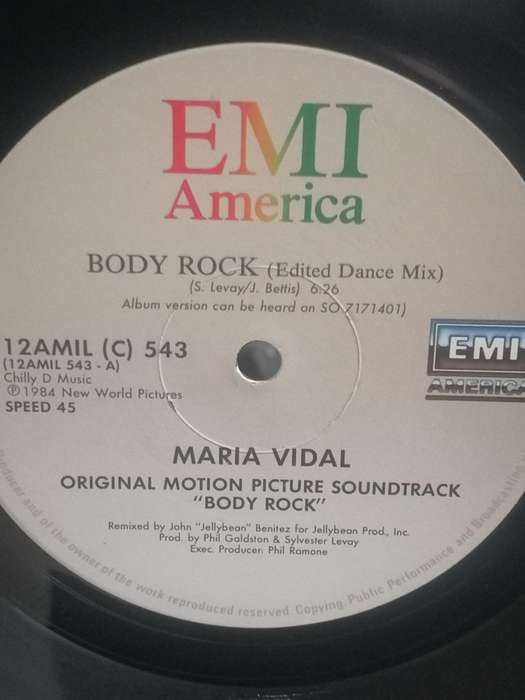 EMI
America
BODY ROCK (Edited Dance Mix)
(S. Levay/J. Bettis) 6:26
Album version can be heard on SO 7171401)
12AMIL (C) 543
(12AMIL 543 - A)
Chilly D Music
Ⓟ1984 New World Pictures
SPEED 45
EMI
AMERICA
MARIA VIDAL
ORIGINAL MOTION PICTURE SOUNDTRACK
"BODY ROCK"
Remixed by John "Jellybean" Benitez for Jellybean Prod., Inc.
Prod. by Phil Galdston & Sylvester Levay
Exec. Producer: Phil Ramone
and of the owner of the work reproduced reserved. Copying, Public Performance and Broadcasting